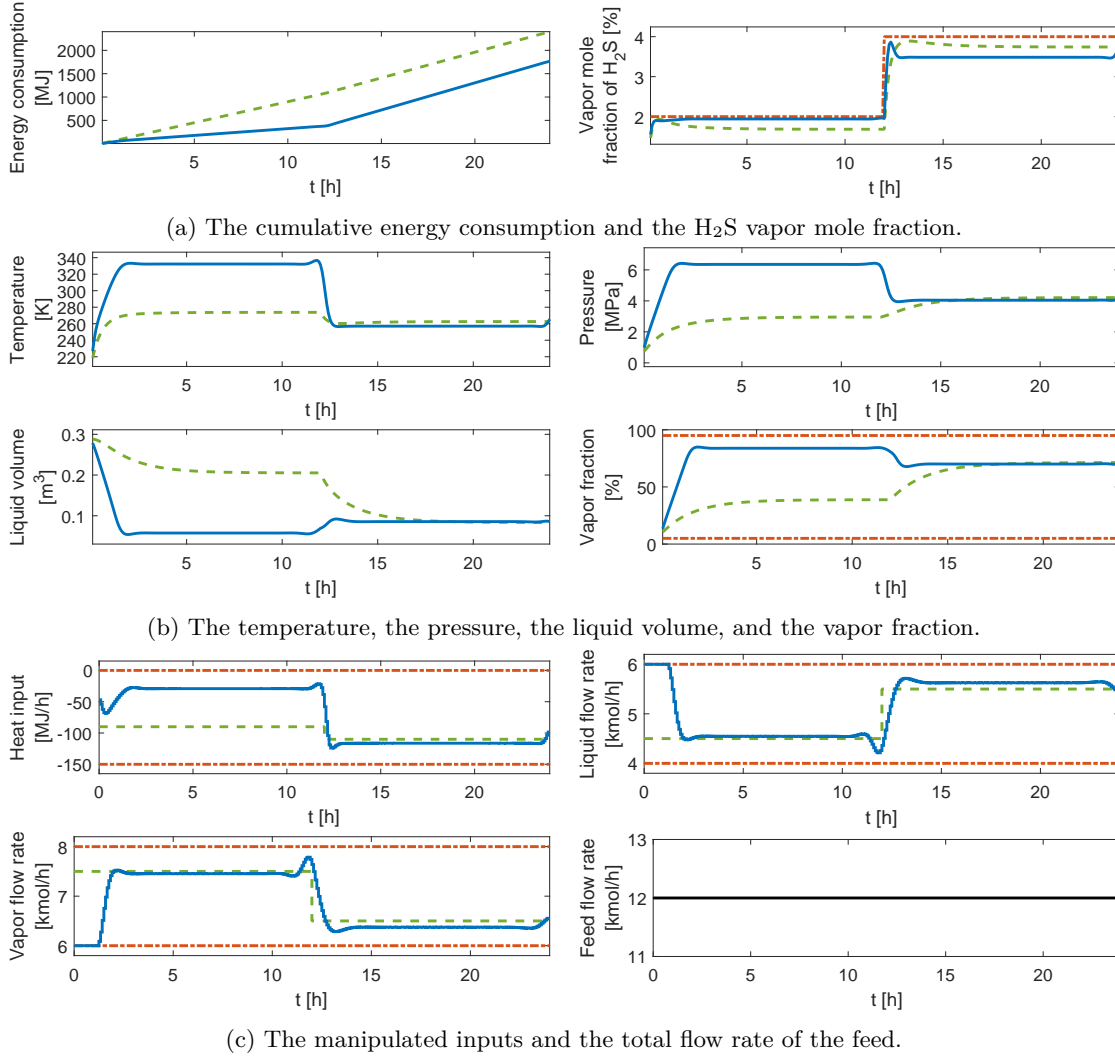 Energy consumption
[MJ]
2000
1500
1000
500
5 10 15 20
t [h]
Vapor mole
fraction of H₂S [%]
4
3
2
5 10 15 20
t [h]
(a) The cumulative energy consumption and the H₂S vapor mole fraction.
Temperature
[K]
340
320
300
280
260
240
220
5 10 15 20
t [h]
Pressure
[MPa]
6
4
2
0
5 10 15 20
t [h]
Liquid volume
[m³]
0.3
0.2
0.1
5 10 15 20
t [h]
Vapor fraction
[%]
100
50
0
5 10 15 20
t [h]
(b) The temperature, the pressure, the liquid volume, and the vapor fraction.
Heat input
[MJ/h]
0
-50
-100
-150
0 5 10 15 20
t [h]
Liquid flow rate
[kmol/h]
6
5
4
0 5 10 15 20
t [h]
Vapor flow rate
[kmol/h]
8
7
6
0 5 10 15 20
t [h]
Feed flow rate
[kmol/h]
13
12
11
0 5 10 15 20
t [h]
(c) The manipulated inputs and the total flow rate of the feed.